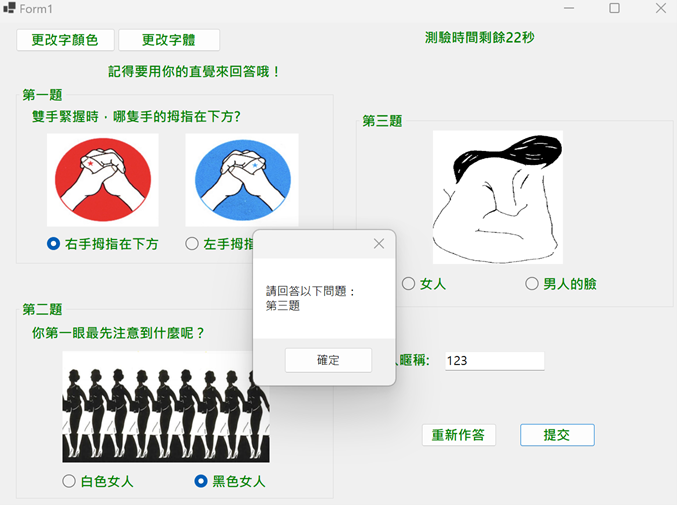 Form1
更改字顏色
更改字體
測驗時間剩餘22秒
記得要用你的直覺來回答哦！
第一題
雙手緊握時，哪隻手的拇指在下方?
右手拇指在下方
左手拇指
第三題
女人
男人的臉
請回答以下問題：
第三題
確定
第二題
你第一眼最先注意到什麼呢？
白色女人
黑色女人
暱稱:
123
重新作答
提交